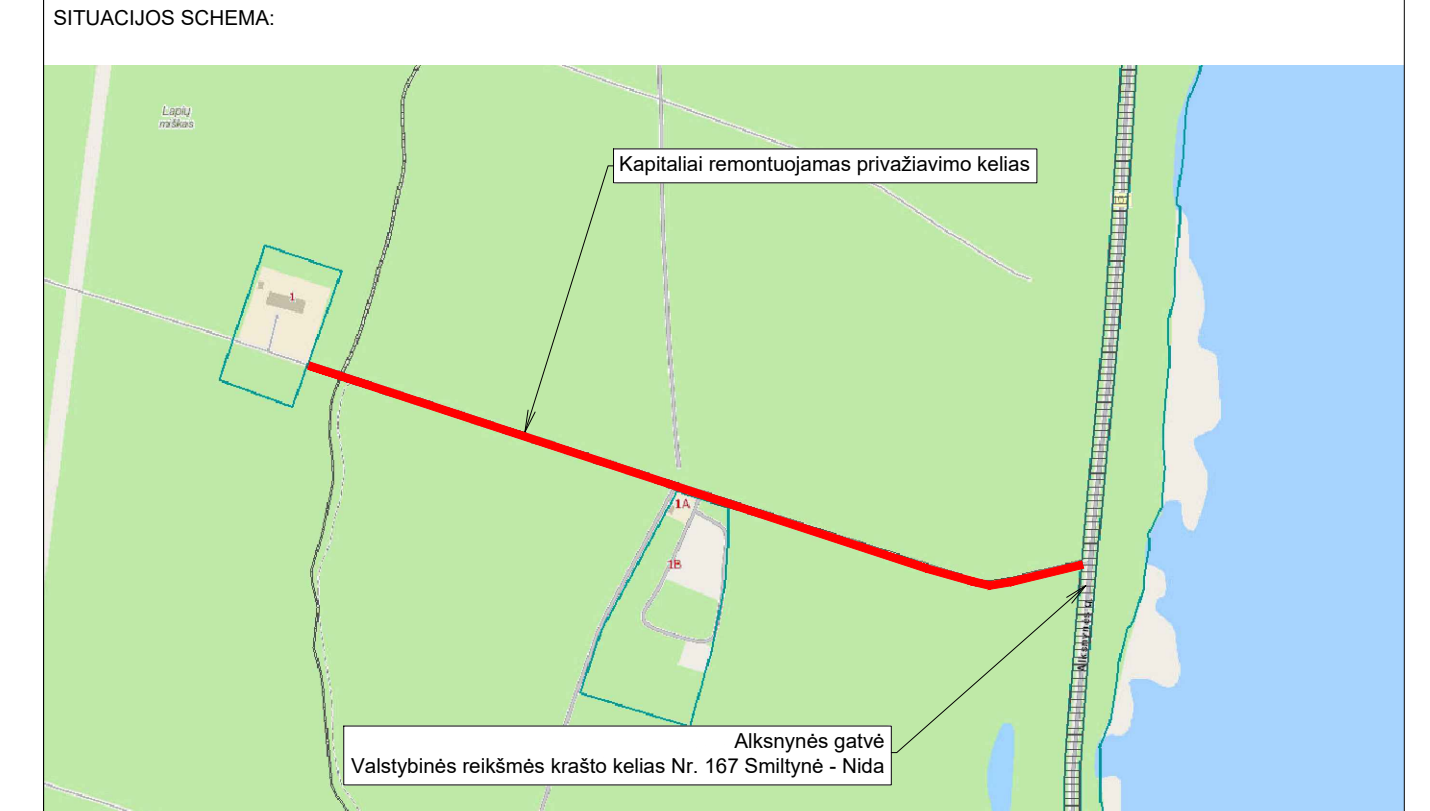 SITUACIJOS SCHEMA:
Lapių
miškas
Kapitaliai remontuojamas privažiavimo kelias
1
1A
1B
Alksnynės g.
Alksnynės gatvė
Valstybinės reikšmės krašto kelias Nr. 167 Smiltynė - Nida